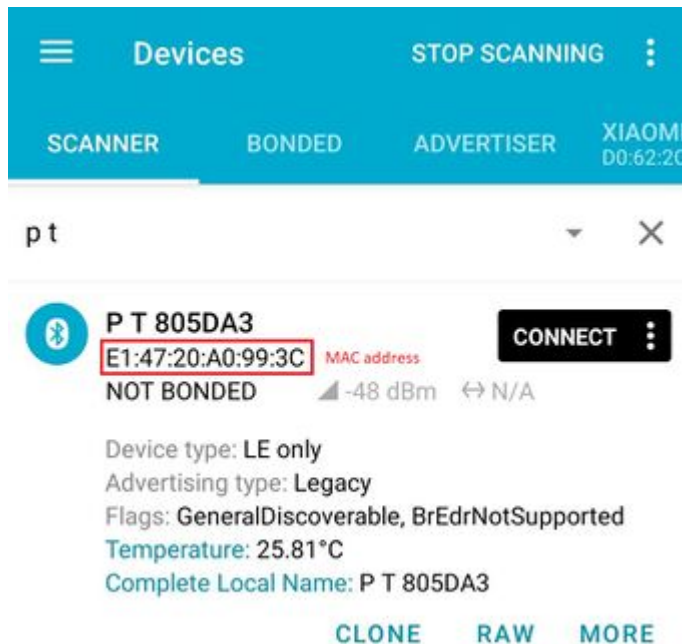 Devices STOP SCANNING
SCANNER BONDED ADVERTISER XIAOMI
D0:62:20
p t
P T 805DA3 CONNECT
E1:47:20:A0:99:3C MAC address
NOT BONDED -48 dBm N/A
Device type: LE only
Advertising type: Legacy
Flags: GeneralDiscoverable, BrEdrNotSupported
Temperature: 25.81°C
Complete Local Name: P T 805DA3
CLONE RAW MORE